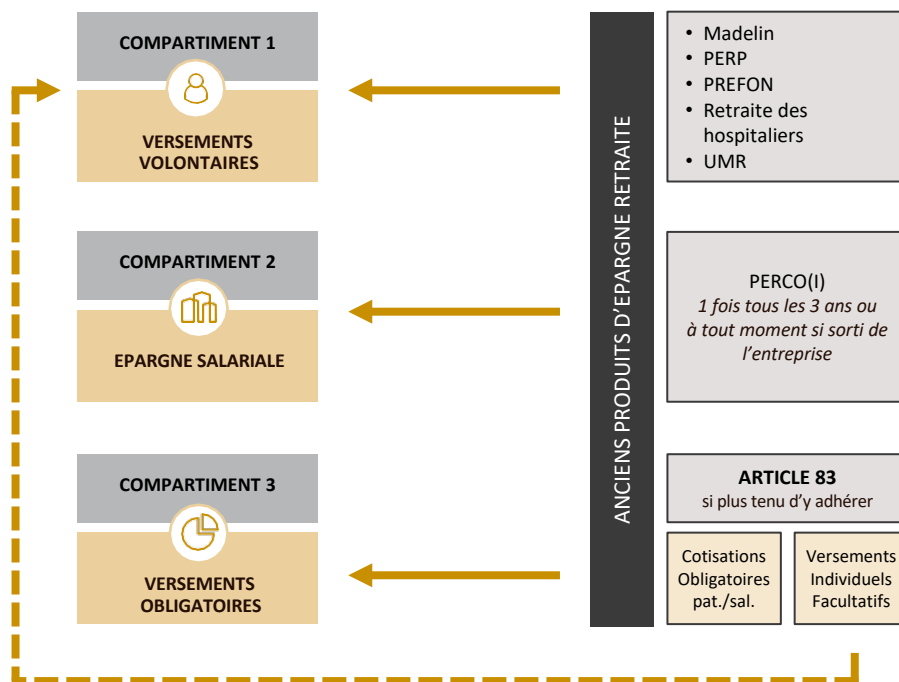 COMPARTIMENT 1
VERSEMENTS
VOLONTAIRES
COMPARTIMENT 2
EPARGNE SALARIALE
COMPARTIMENT 3
VERSEMENTS
OBLIGATOIRES
ANCIENS PRODUITS D’EPARGNE RETRAITE
• Madelin
• PERP
• PREFON
• Retraite des
hospitaliers
• UMR
PERCO(I)
1 fois tous les 3 ans ou
à tout moment si sorti de
l’entreprise
ARTICLE 83
si plus tenu d’y adhérer
Cotisations
Obligatoires
pat./sal.
Versements
Individuels
Facultatifs